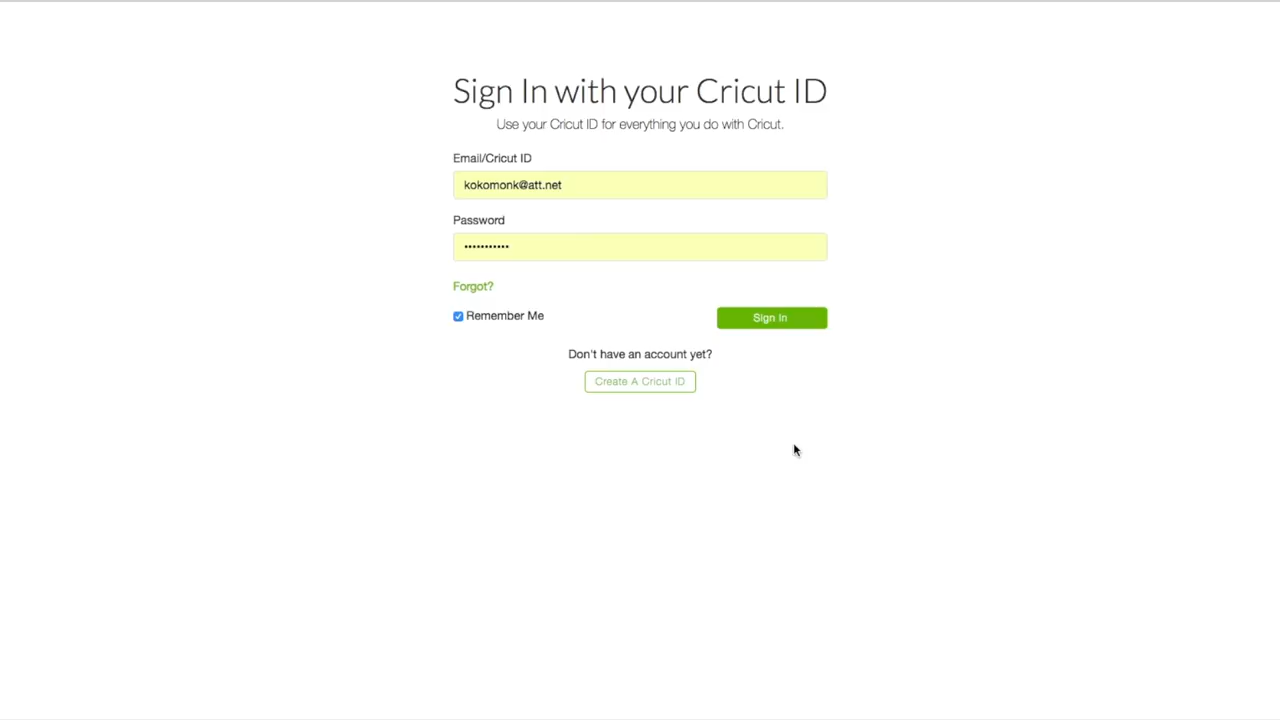 Sign In with your Cricut ID
Use your Cricut ID for everything you do with Cricut.
Email/Cricut ID
kokomonk@att.net
Password
•••••••••••
Forgot?
Remember Me
Sign In
Don't have an account yet?
Create A Cricut ID